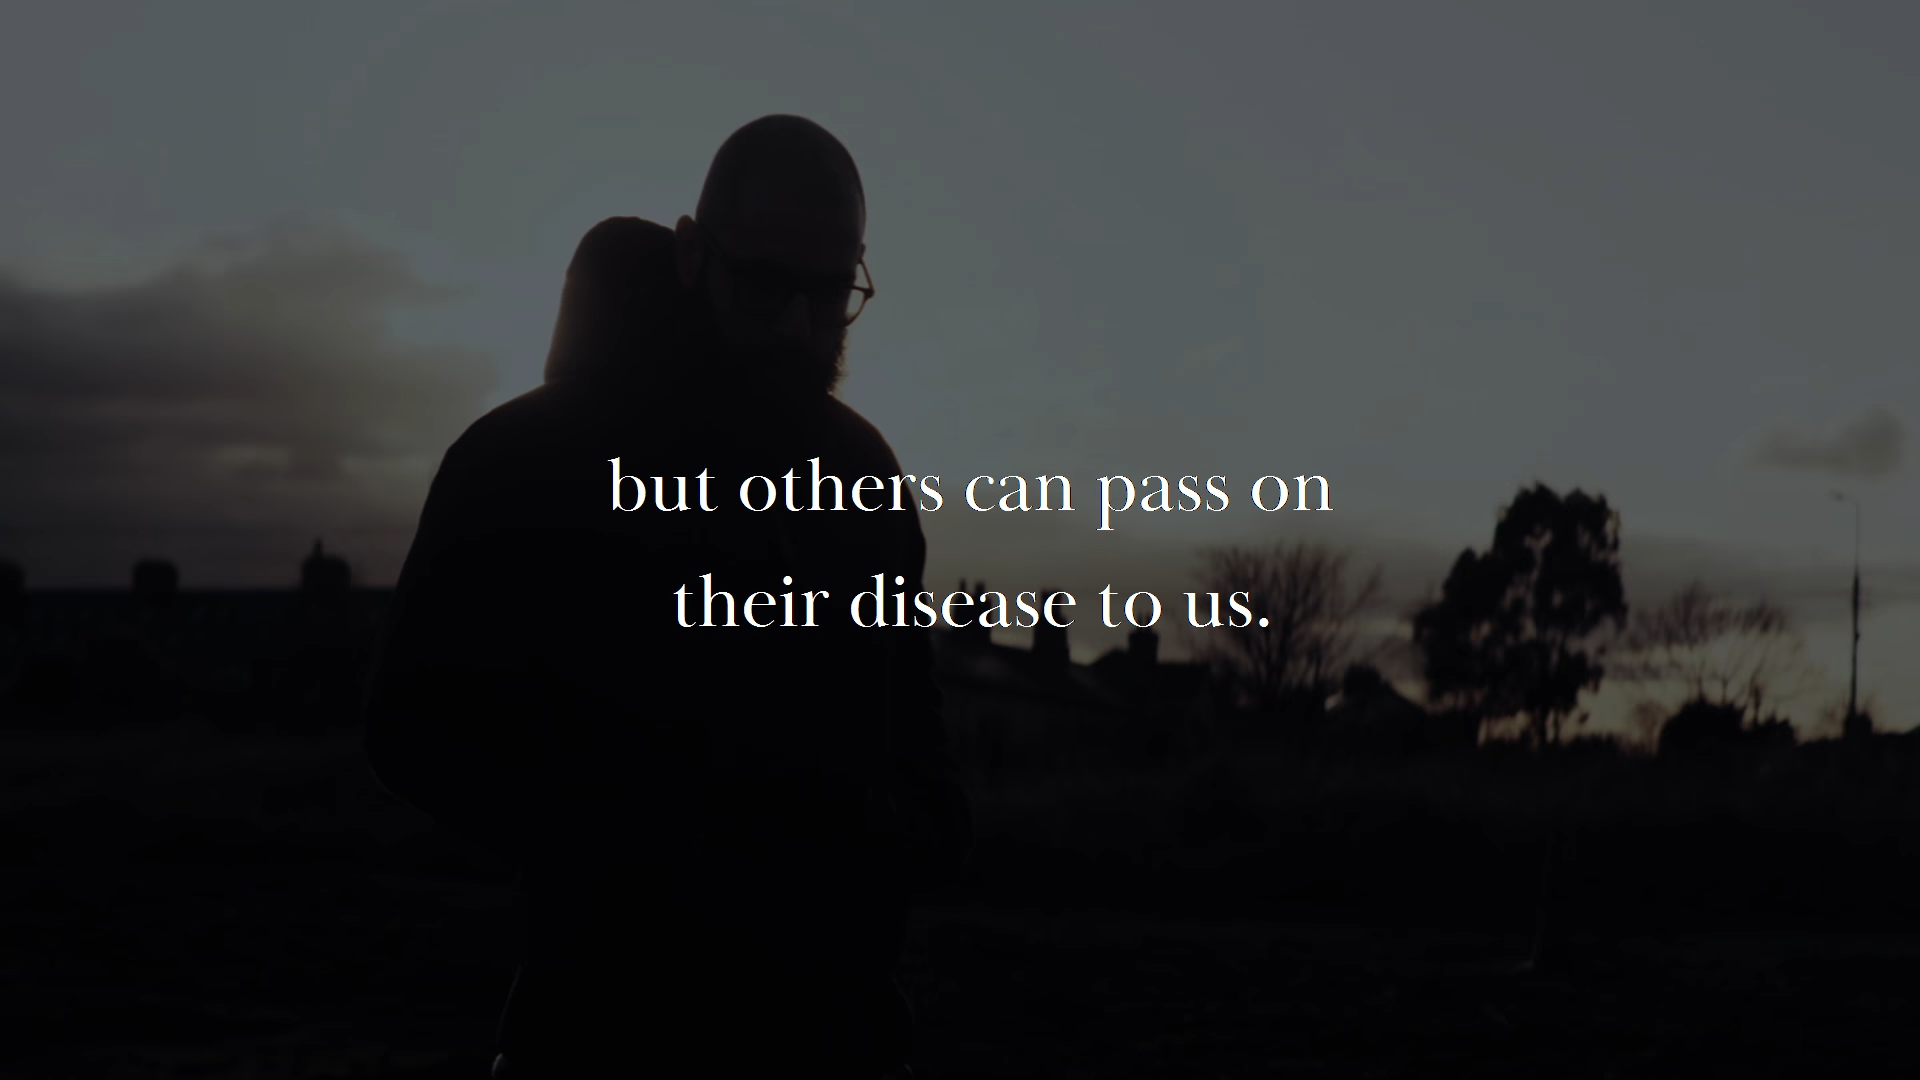 but others can pass on
their disease to us.